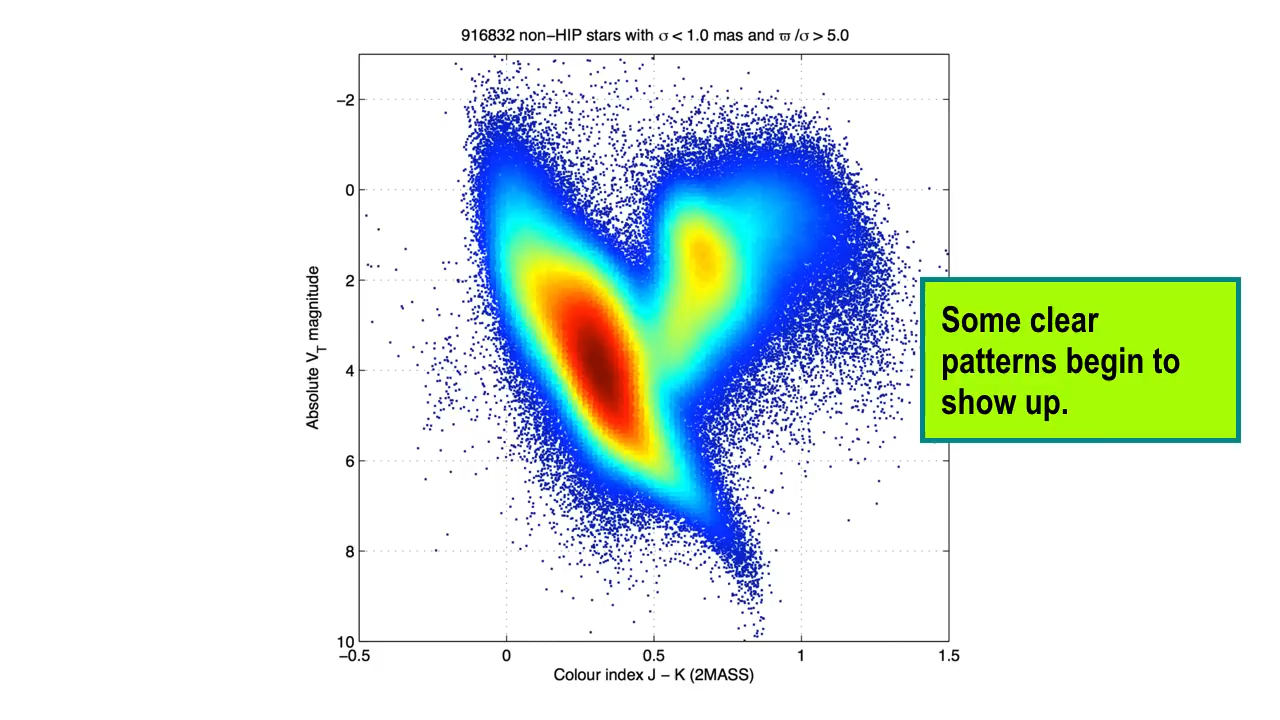 916832 non−HIP stars with σ < 1.0 mas and ϖ /σ > 5.0
−2
0
2
4
6
8
10
Absolute V_T magnitude
−0.5
0
0.5
1
1.5
Colour index J − K (2MASS)
Some clear
patterns begin to
show up.